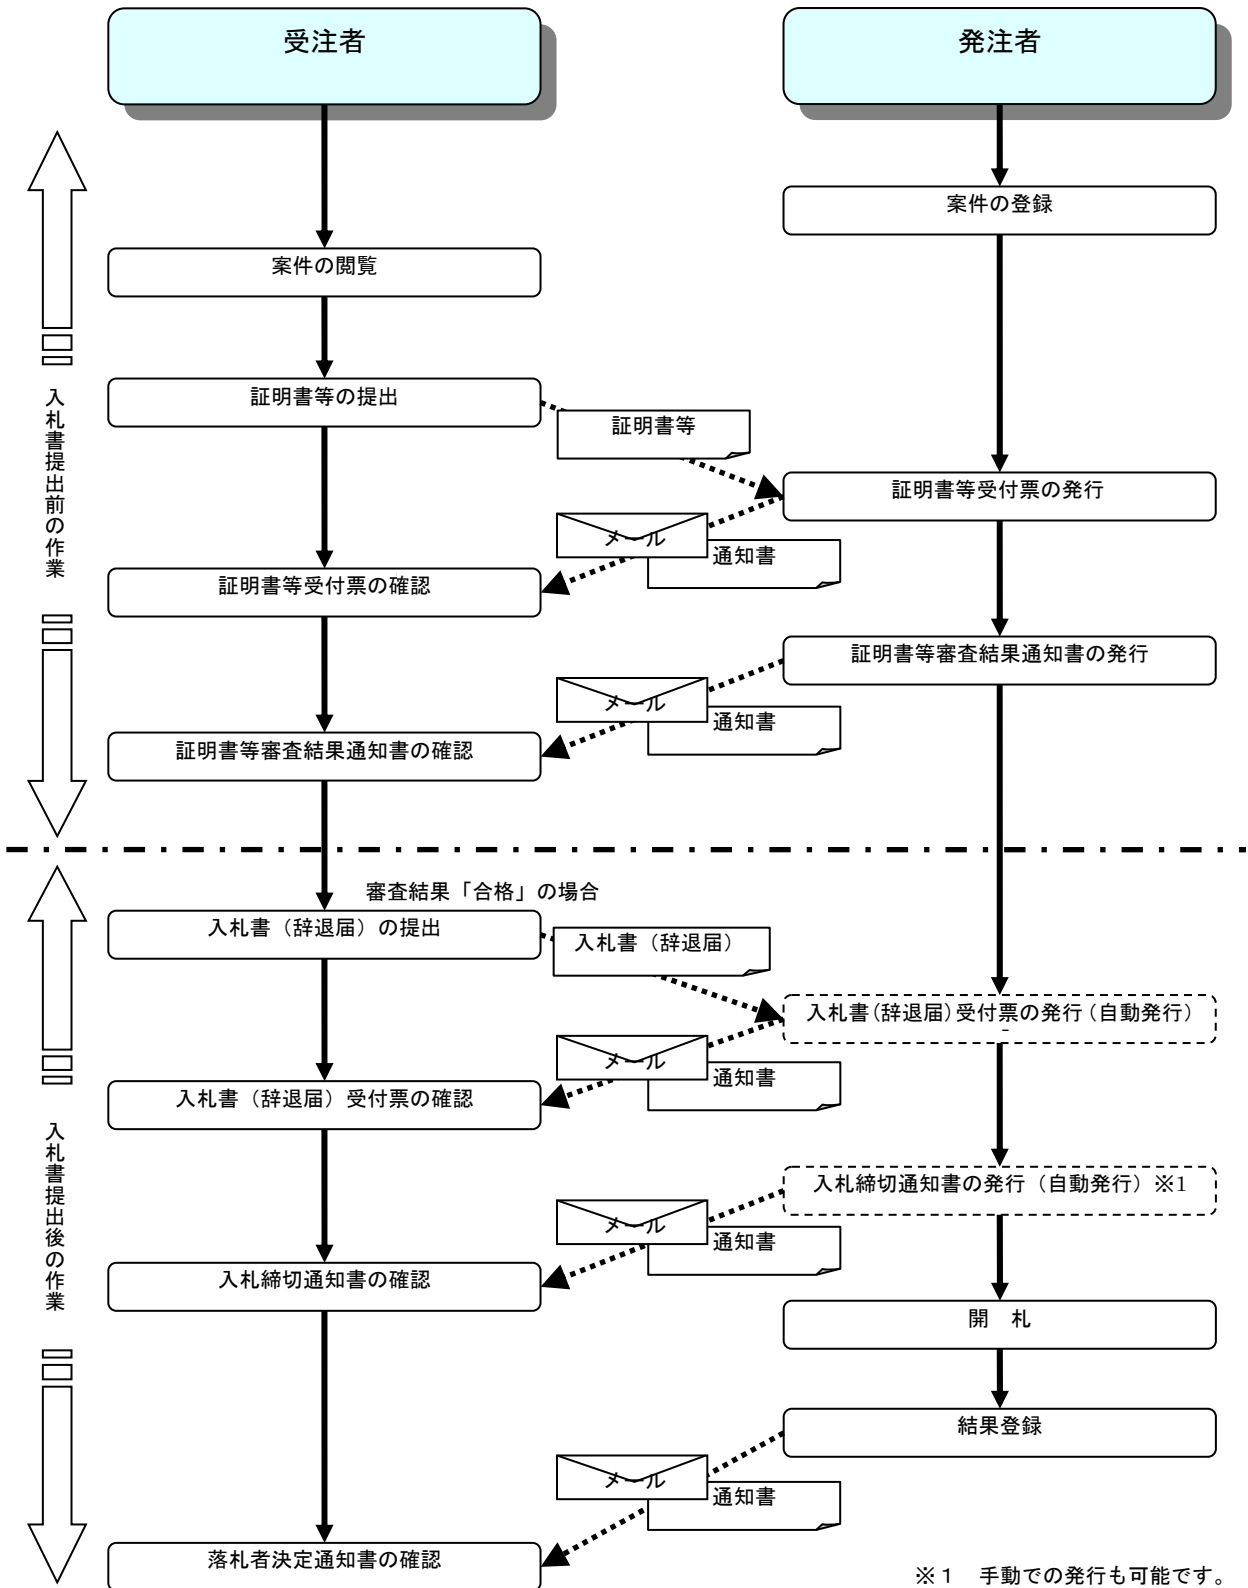 受注者
発注者
案件の登録
案件の閲覧
証明書等の提出
証明書等
証明書等受付票の発行
メール
通知書
証明書等受付票の確認
証明書等審査結果通知書の発行
メール
通知書
証明書等審査結果通知書の確認
入札書提出前の作業
審査結果「合格」の場合
入札書（辞退届）の提出
入札書（辞退届）
入札書（辞退届）受付票の発行（自動発行）
メール
通知書
入札書（辞退届）受付票の確認
入札締切通知書の発行（自動発行）※1
メール
通知書
入札締切通知書の確認
入札書提出後の作業
開　札
結果登録
メール
通知書
落札者決定通知書の確認
※１　手動での発行も可能です。